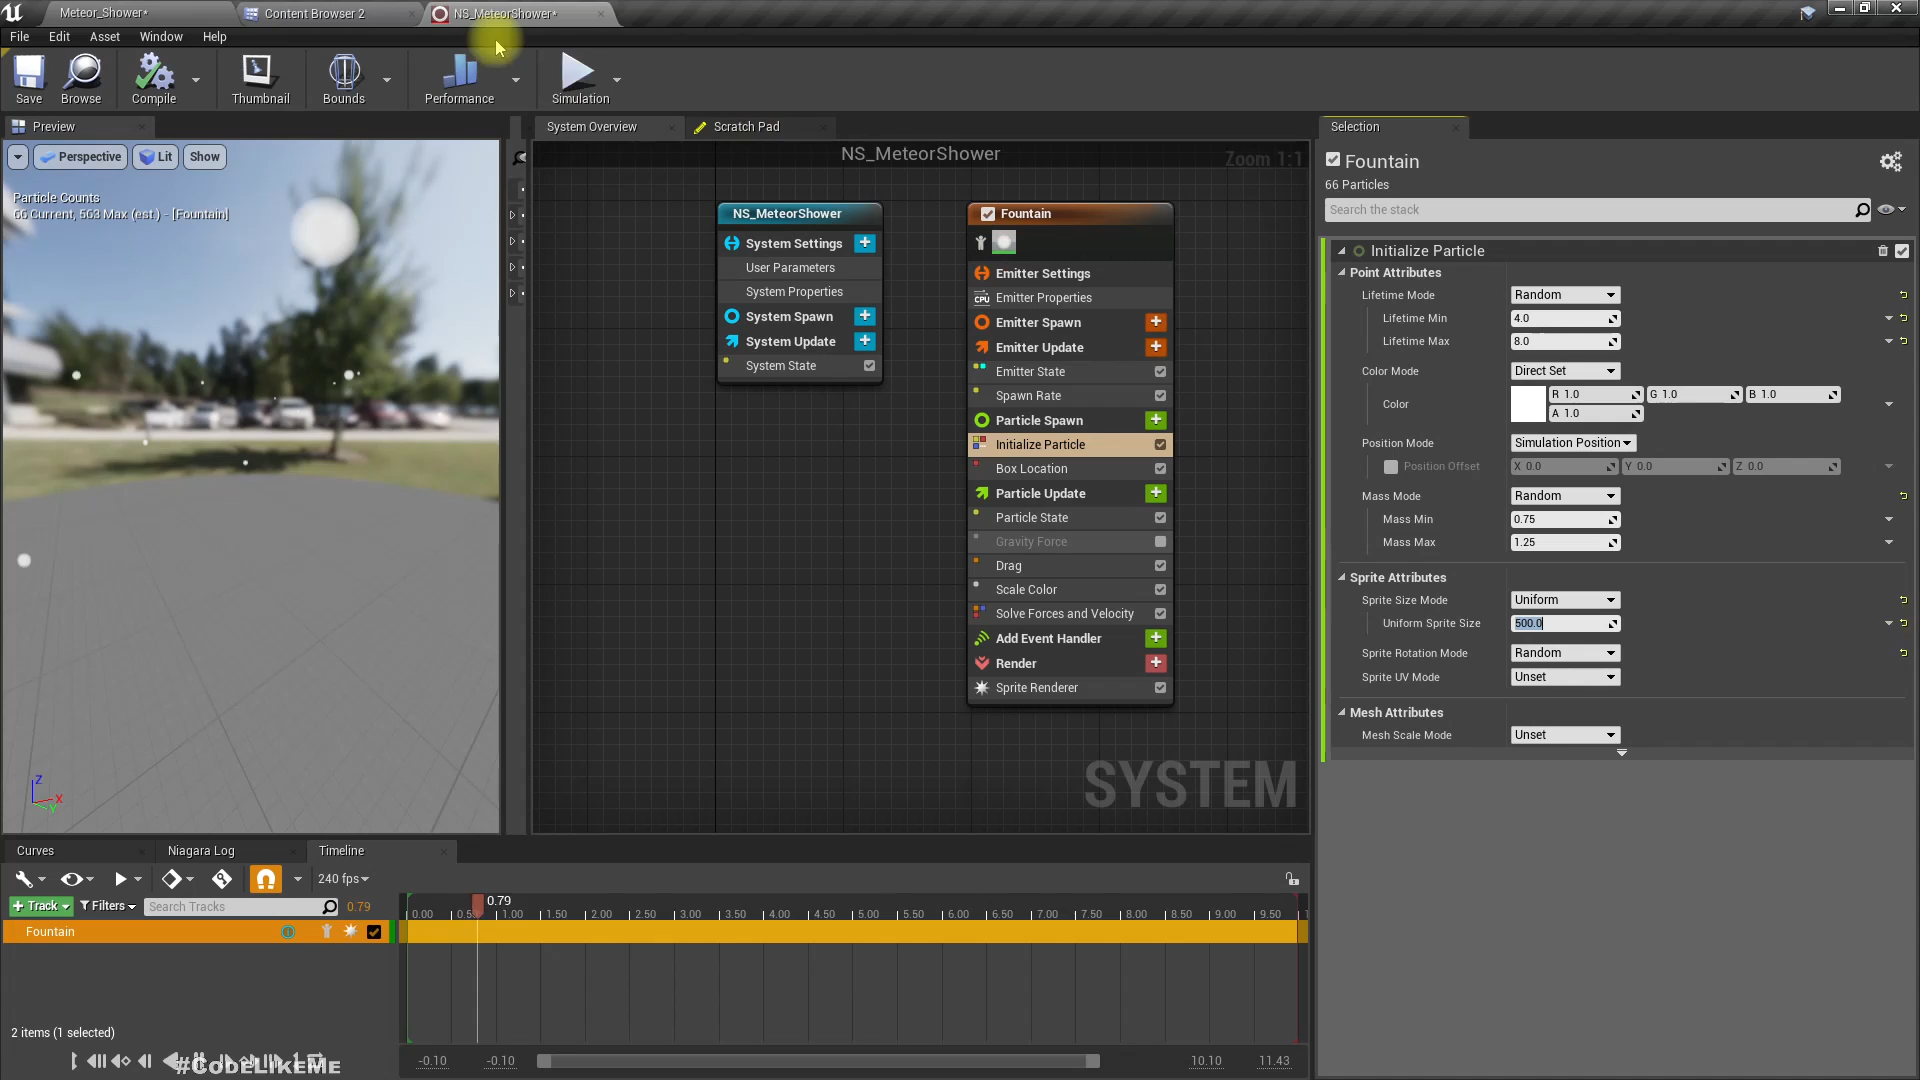 Meteor_Shower*
Content Browser 2
NS_MeteorShower*
File Edit Asset Window Help
Save Browse Compile Thumbnail Bounds Performance Simulation
Preview
Perspective Lit Show
Particle Counts
66 Current, 563 Max (est.) - [Fountain]
Z
X
Y
System Overview Scratch Pad
NS_MeteorShower
Zoom 1:1
NS_MeteorShower
System Settings
User Parameters
System Properties
System Spawn
System Update
System State
Fountain
Emitter Settings
CPU Emitter Properties
Emitter Spawn
Emitter Update
Emitter State
Spawn Rate
Particle Spawn
Initialize Particle
Box Location
Particle Update
Particle State
Gravity Force
Drag
Scale Color
Solve Forces and Velocity
Add Event Handler
Render
Sprite Renderer
SYSTEM
Selection
Fountain
66 Particles
Search the stack
Initialize Particle
Point Attributes
Lifetime Mode Random
Lifetime Min 4.0
Lifetime Max 8.0
Color Mode Direct Set
Color R 1.0 G 1.0 B 1.0
A 1.0
Position Mode Simulation Position
Position Offset X 0.0 Y 0.0 Z 0.0
Mass Mode Random
Mass Min 0.75
Mass Max 1.25
Sprite Attributes
Sprite Size Mode Uniform
Uniform Sprite Size 500.0
Sprite Rotation Mode Random
Sprite UV Mode Unset
Mesh Attributes
Mesh Scale Mode Unset
Curves Niagara Log Timeline
240 fps
+ Track Filters Search Tracks 0.79
0.79
0.00 0.50 1.00 1.50 2.00 2.50 3.00 3.50 4.00 4.50 5.00 5.50 6.00 6.50 7.00 7.50 8.00 8.50 9.00 9.50
Fountain
2 items (1 selected)
#CodeLikeMe
-0.10 -0.10 10.10 11.43